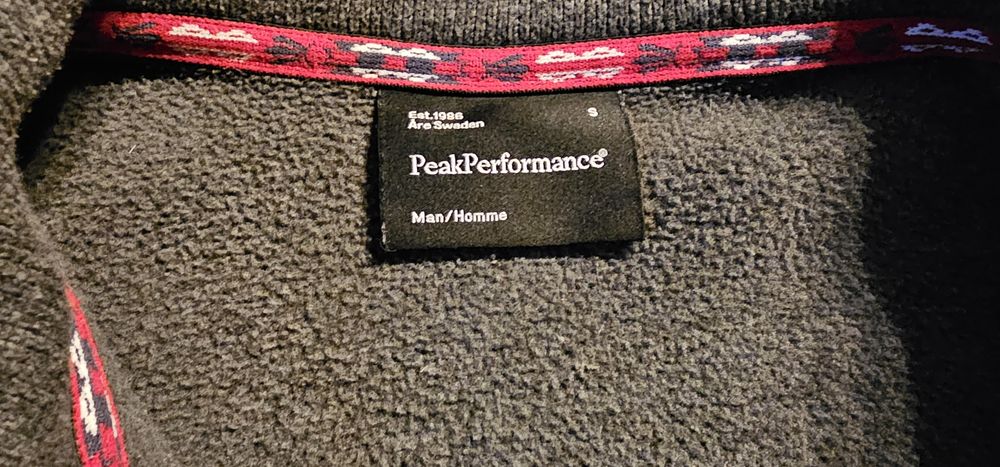 Est.1986 S
Åre Sweden
PeakPerformance®
Man/Homme